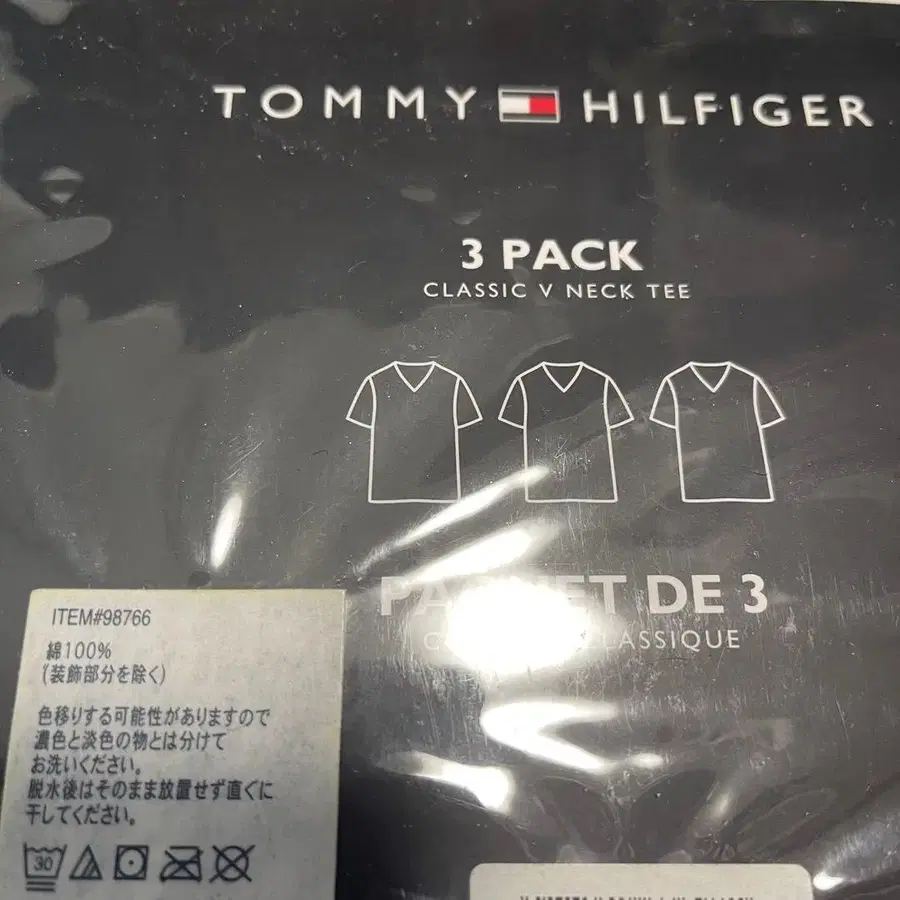 TOMMY HILFIGER
3 PACK
CLASSIC V NECK TEE
DE 3
CLASSIQUE
ITEM#98766
綿100%
(装飾部分を除く)
色移りする可能性がありますので
濃色と淡色の物とは分けて
お洗いください。
脱水後はそのまま放置せず直ぐに
干してください。
30